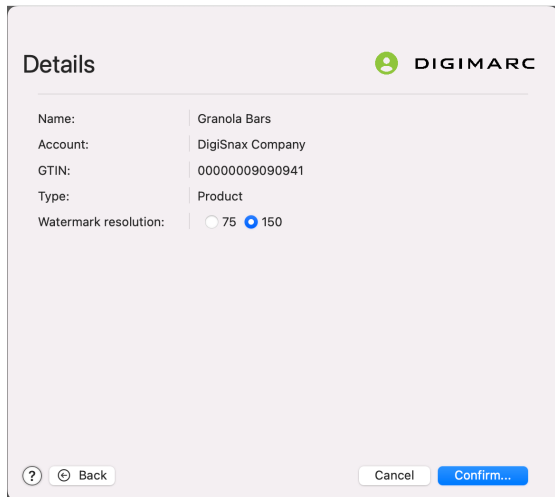 Details
DIGIMARC
Name: Granola Bars
Account: DigiSnax Company
GTIN: 00000009090941
Type: Product
Watermark resolution: 75 150
? Back Cancel Confirm...